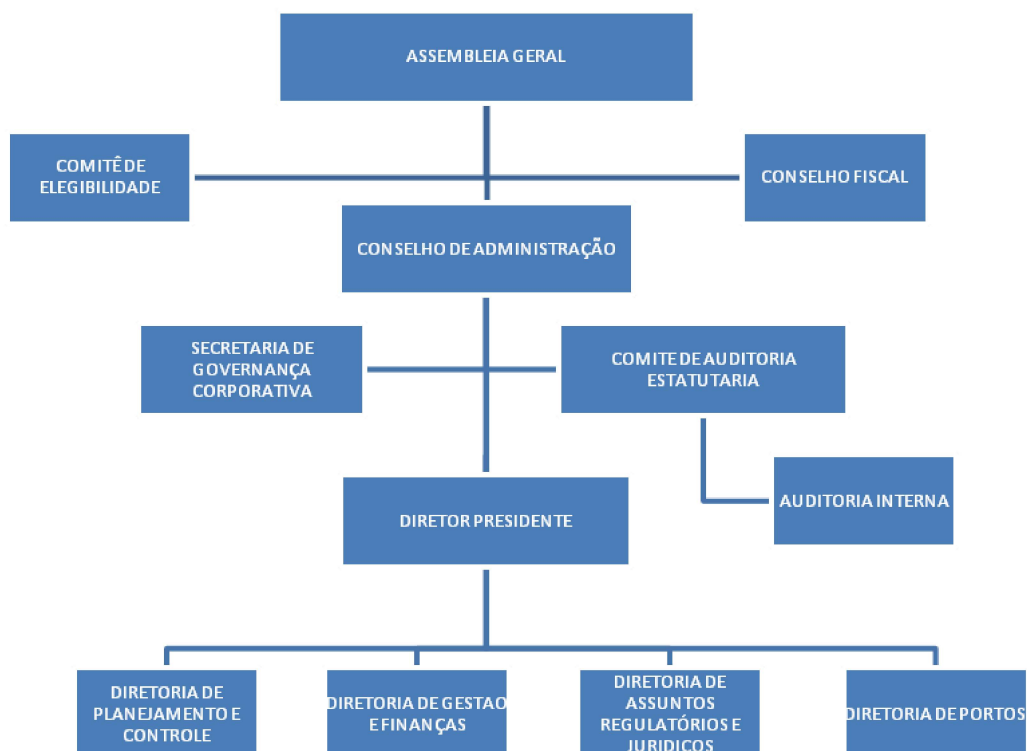 ASSEMBLEIA GERAL
COMITÊ DE
ELEGIBILIDADE
CONSELHO FISCAL
CONSELHO DE ADMINISTRAÇÃO
SECRETARIA DE
GOVERNANÇA
CORPORATIVA
COMITE DE AUDITORIA
ESTATUTARIA
AUDITORIA INTERNA
DIRETOR PRESIDENTE
DIRETORIA DE
PLANEJAMENTO E
CONTROLE
DIRETORIA DE GESTAO
E FINANÇAS
DIRETORIA DE
ASSUNTOS
REGULATÓRIOS E
JURIDICOS
DIRETORIA DE PORTOS